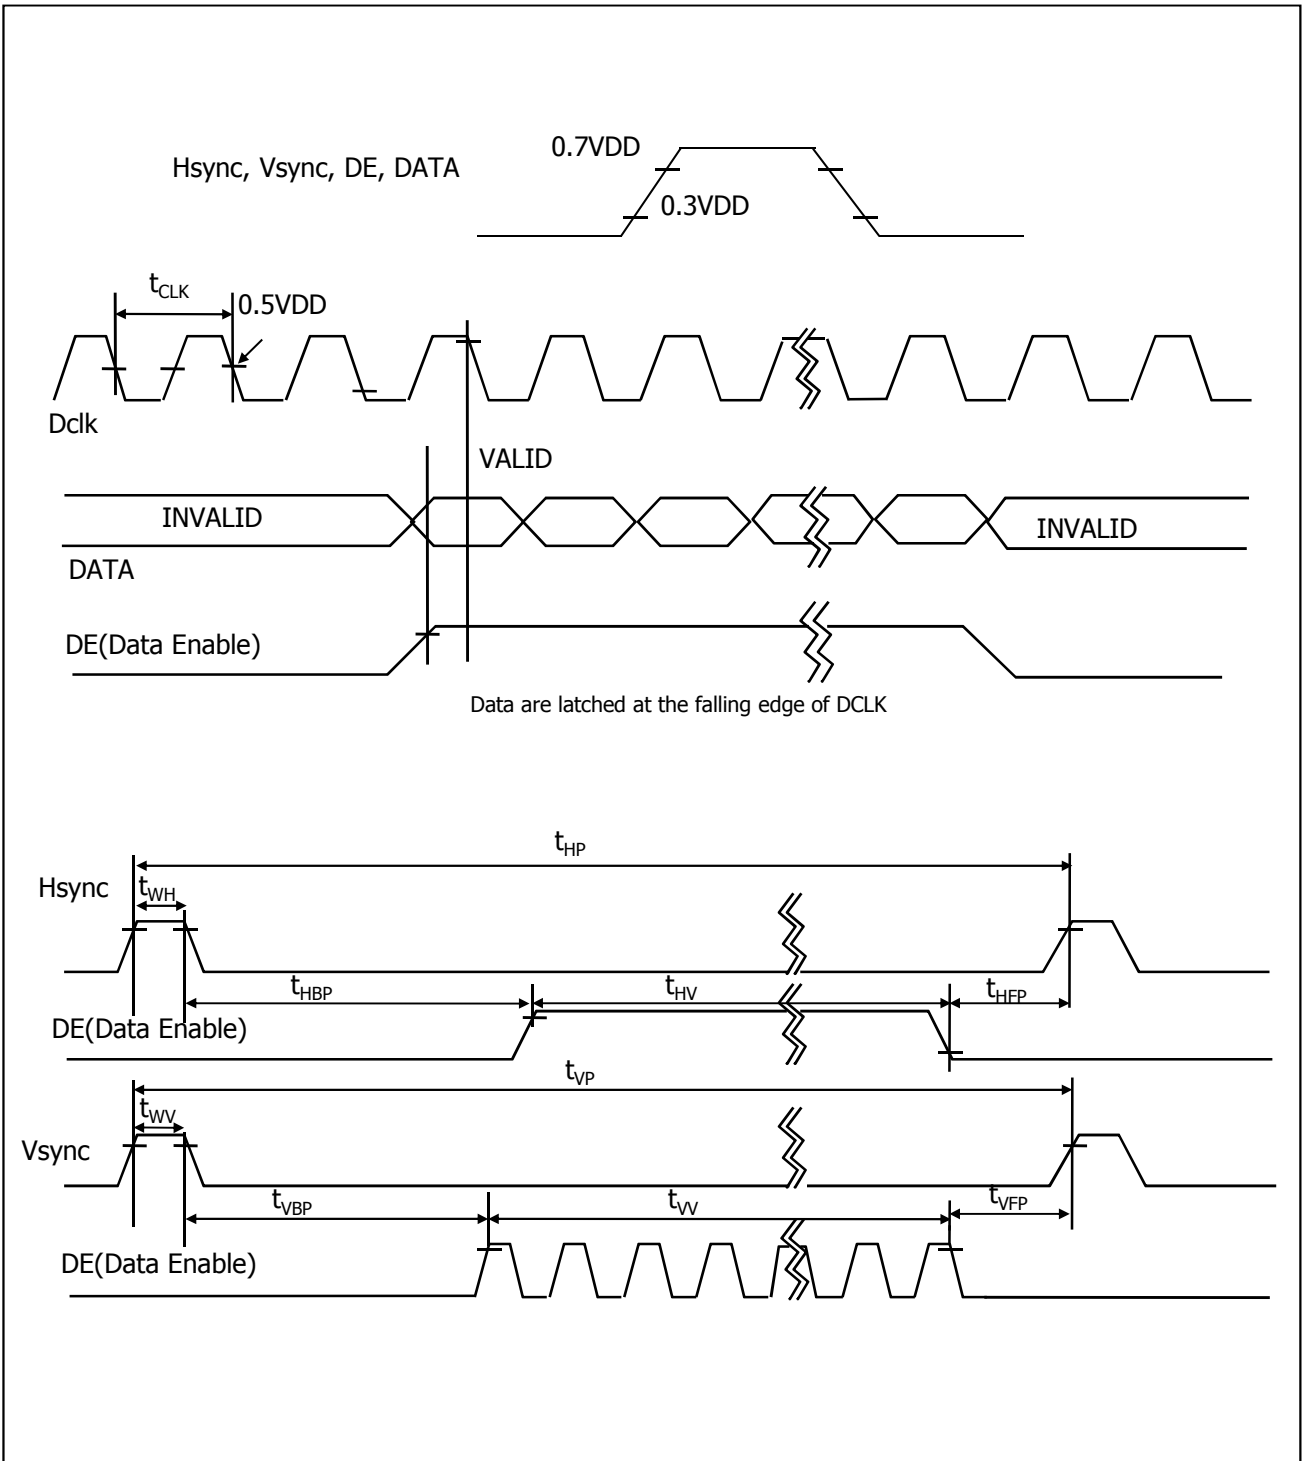 0.7VDD
Hsync, Vsync, DE, DATA
0.3VDD
tCLK
0.5VDD
Dclk
VALID
INVALID
INVALID
DATA
DE(Data Enable)
Data are latched at the falling edge of DCLK
tHP
Hsync
tWH
tHBP
tHV
tHFP
DE(Data Enable)
tVP
tWV
Vsync
tVBP
tVV
tVFP
DE(Data Enable)